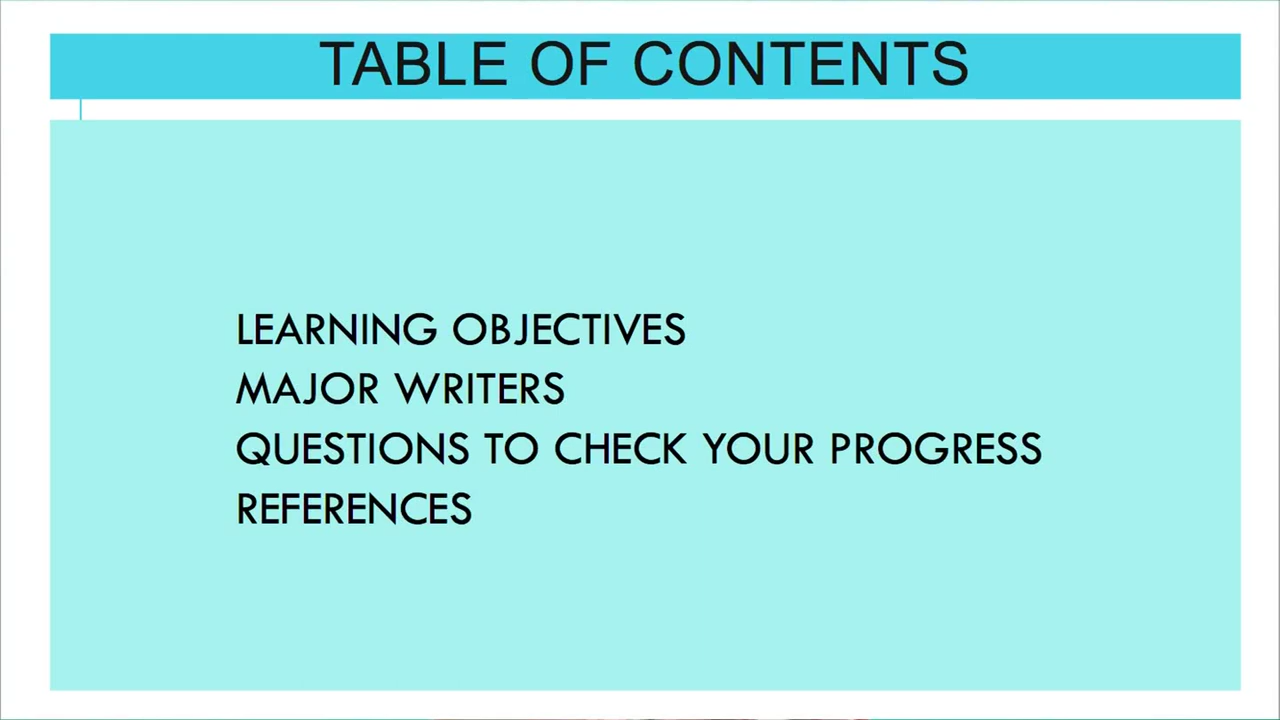 TABLE OF CONTENTS
LEARNING OBJECTIVES
MAJOR WRITERS
QUESTIONS TO CHECK YOUR PROGRESS
REFERENCES